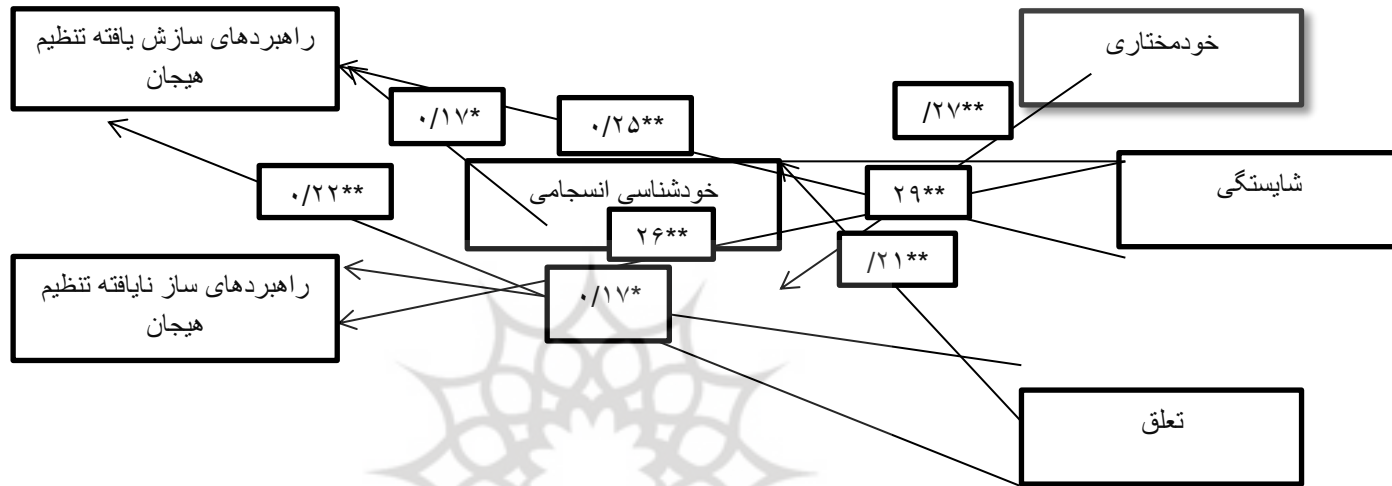 راهبردهای سازش یافته تنظیم
هیجان
خودمختاری
/۲۷**
۰/۱۷*
۰/۲۵**
شایستگی
خودشناسی انسجامی
۲۹**
۰/۲۲**
۲۶**
/۲۱**
راهبردهای ساز نایافته تنظیم
هیجان
۰/۱۷*
تعلق